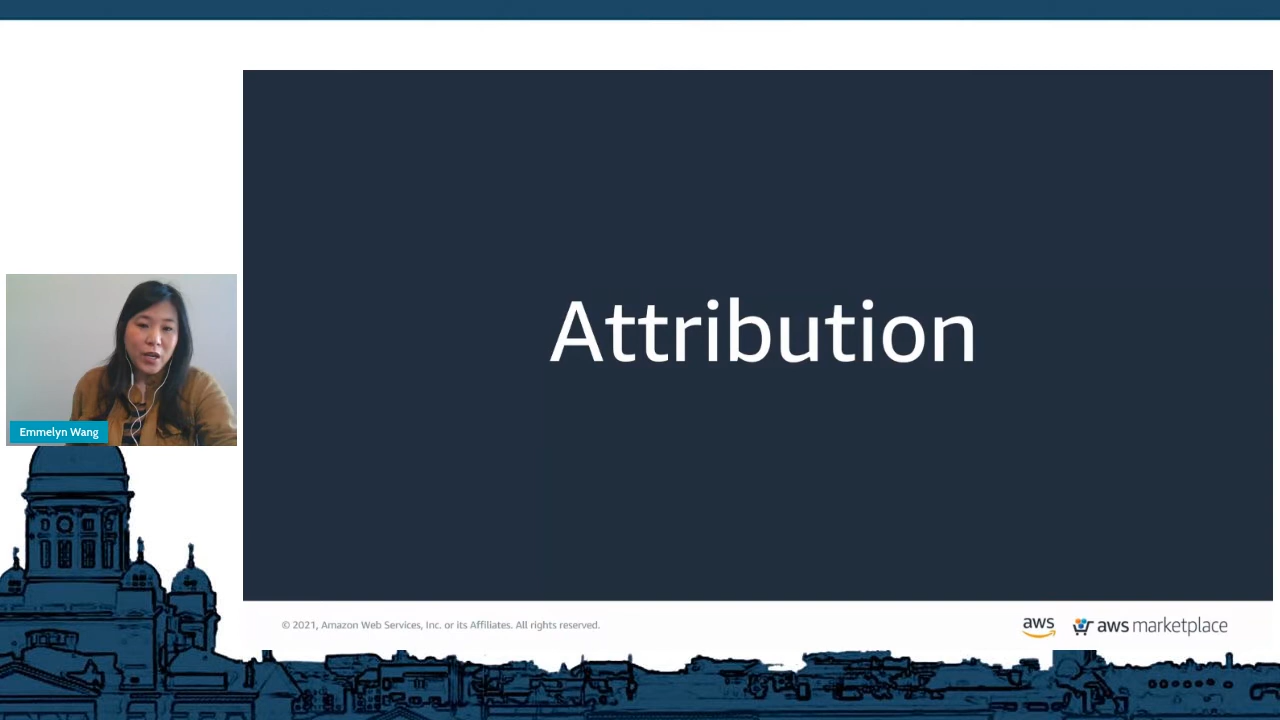 Attribution
Emmelyn Wang
© 2021, Amazon Web Services, Inc. or its Affiliates. All rights reserved.
aws
aws marketplace